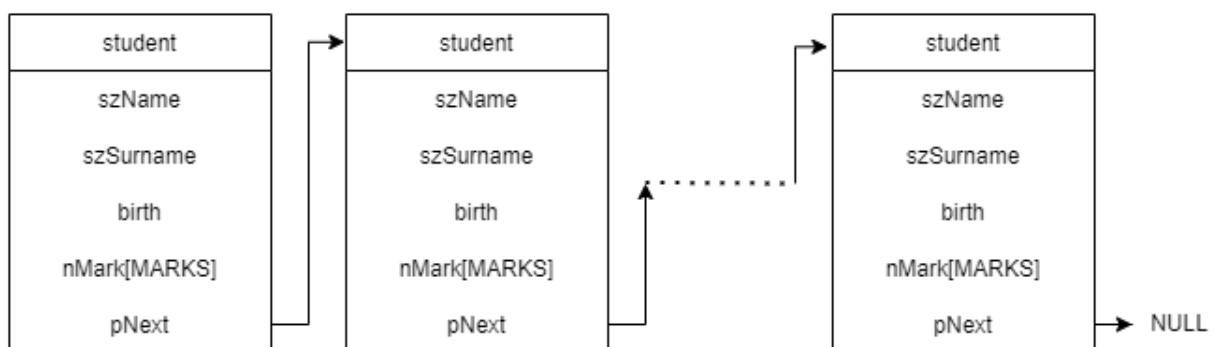 student
szName
szSurname
birth
nMark[MARKS]
pNext
student
szName
szSurname
birth
nMark[MARKS]
pNext
student
szName
szSurname
birth
nMark[MARKS]
pNext
NULL